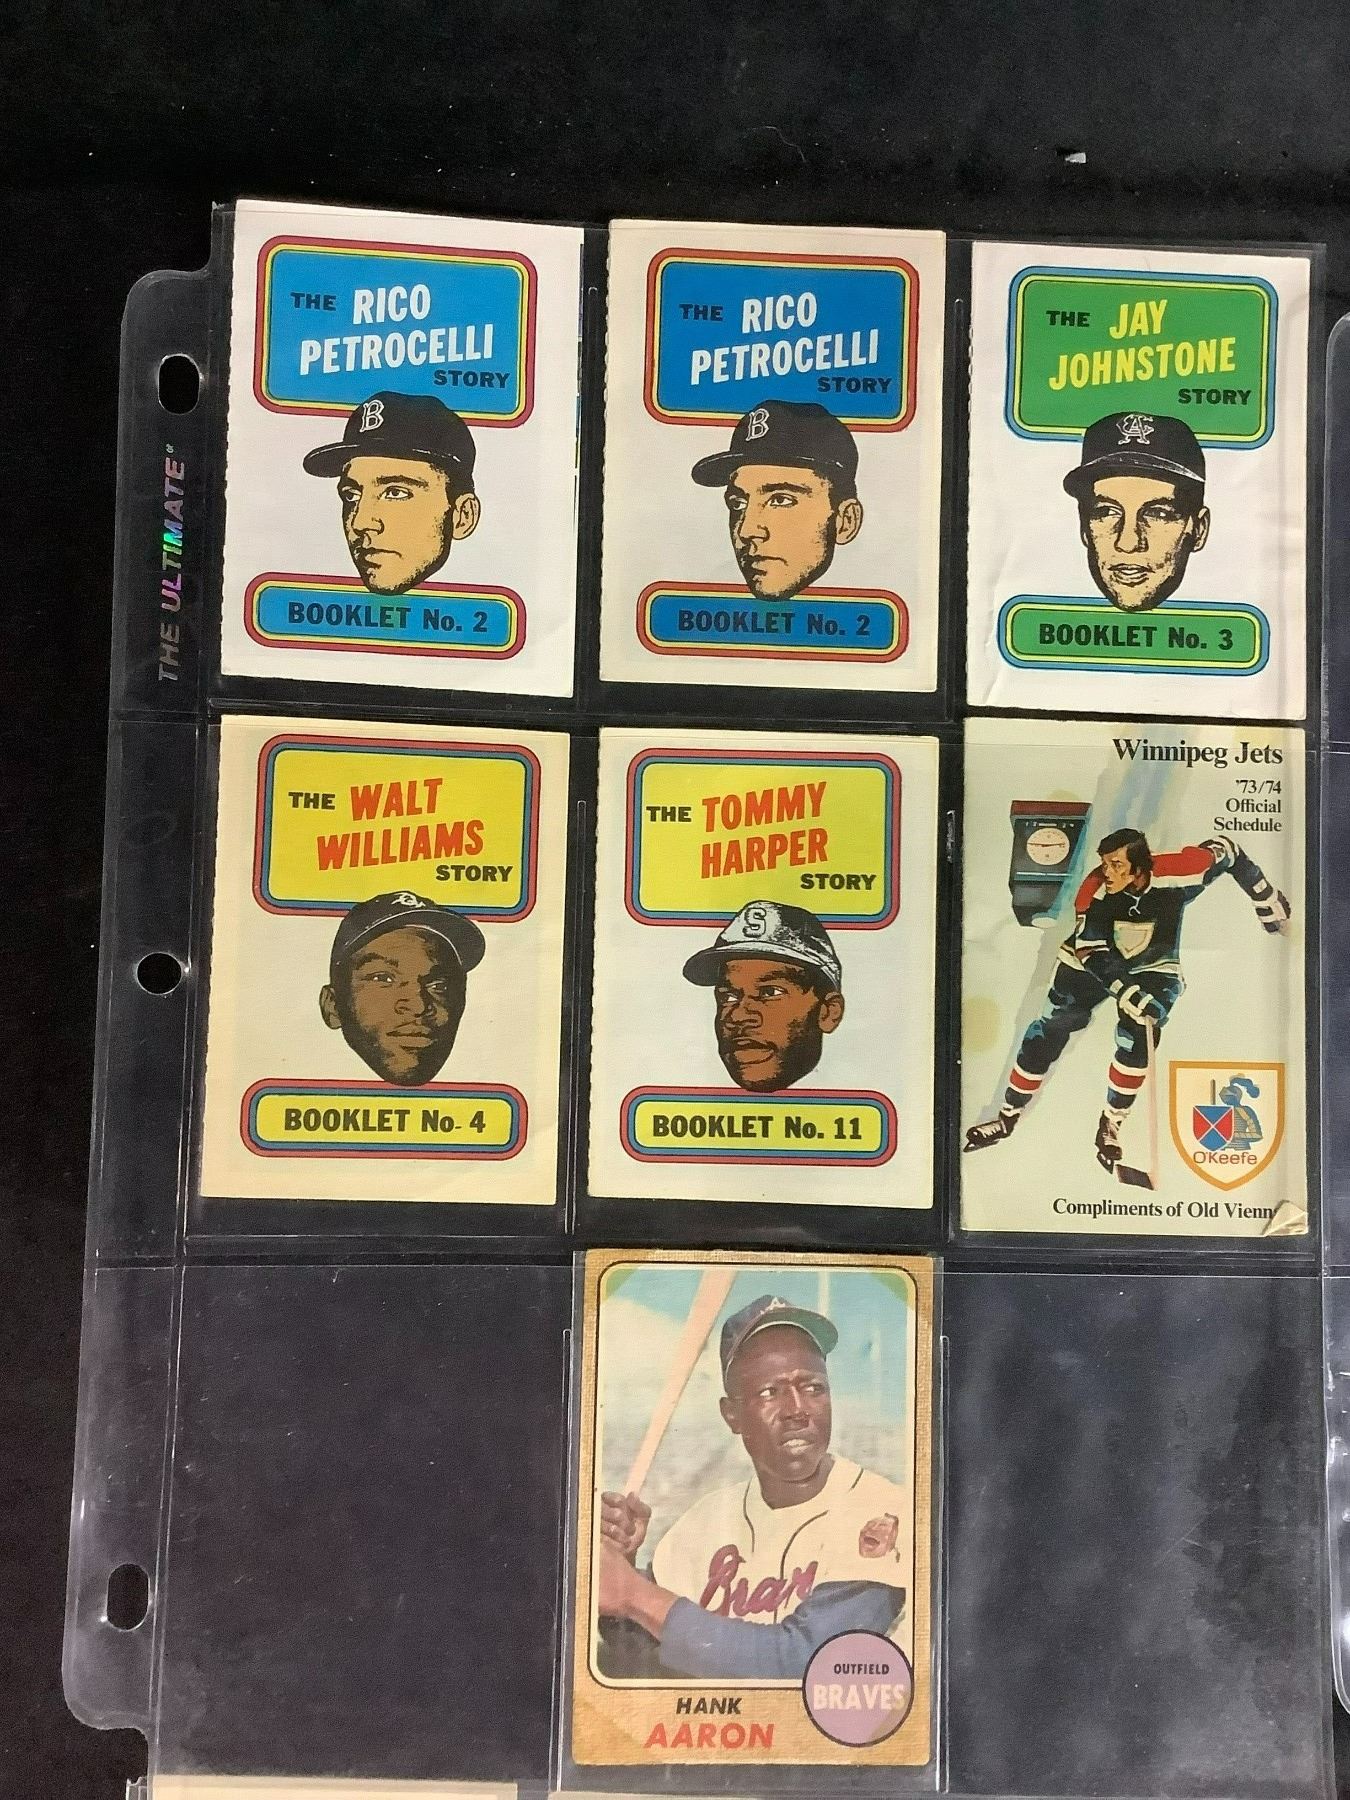 THE ULTIMATE
THE RICO
PETROCELLI
STORY
B
BOOKLET No. 2
THE RICO
PETROCELLI
STORY
B
BOOKLET No. 2
THE JAY
JOHNSTONE
STORY
CA
BOOKLET No. 3
THE WALT
WILLIAMS
STORY
BOOKLET No. 4
THE TOMMY
HARPER
STORY
S
BOOKLET No. 11
Winnipeg Jets
'73/74
Official
Schedule
O'Keefe
Compliments of Old Vienn
A
Brav
OUTFIELD
BRAVES
HANK
AARON